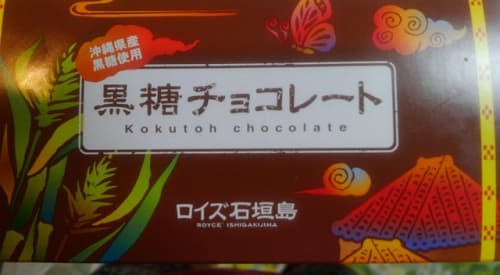 沖縄県産
黒糖使用
黒糖チョコレート
Kokutoh chocolate
ロイズ石垣島
ROYCE' ISHIGAKIJIMA